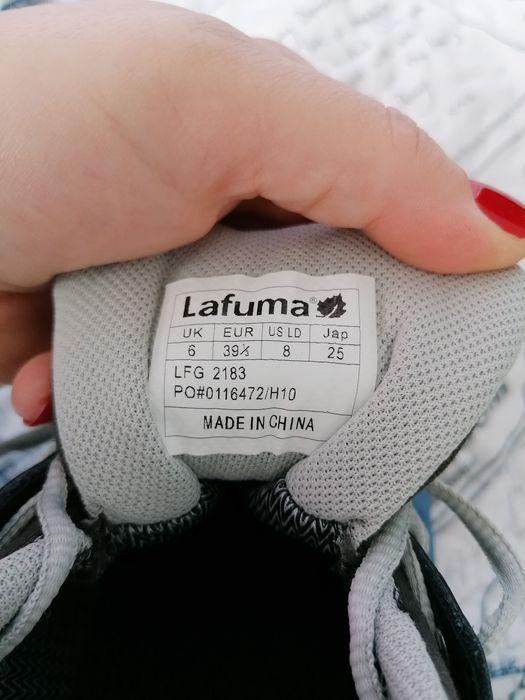 Lafuma®
UK EUR US LD Jap
6 39⅓ 8 25
LFG 2183
PO#0116472/H10
MADE IN CHINA